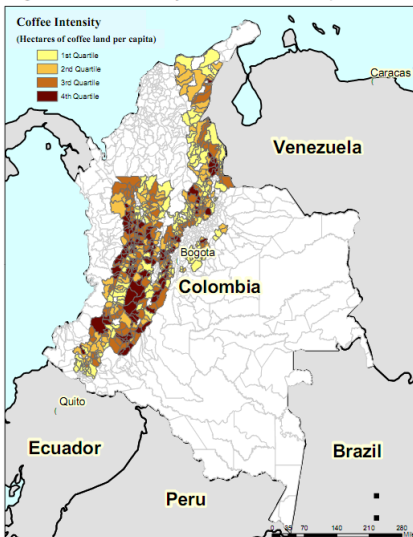 Coffee Intensity
(Hectares of coffee land per capita)
1st Quartile
2nd Quartile
3rd Quartile
4th Quartile
Caracas
Venezuela
Bogota
Colombia
Quito
Ecuador
Brazil
Peru
0 35 70 140 210 280